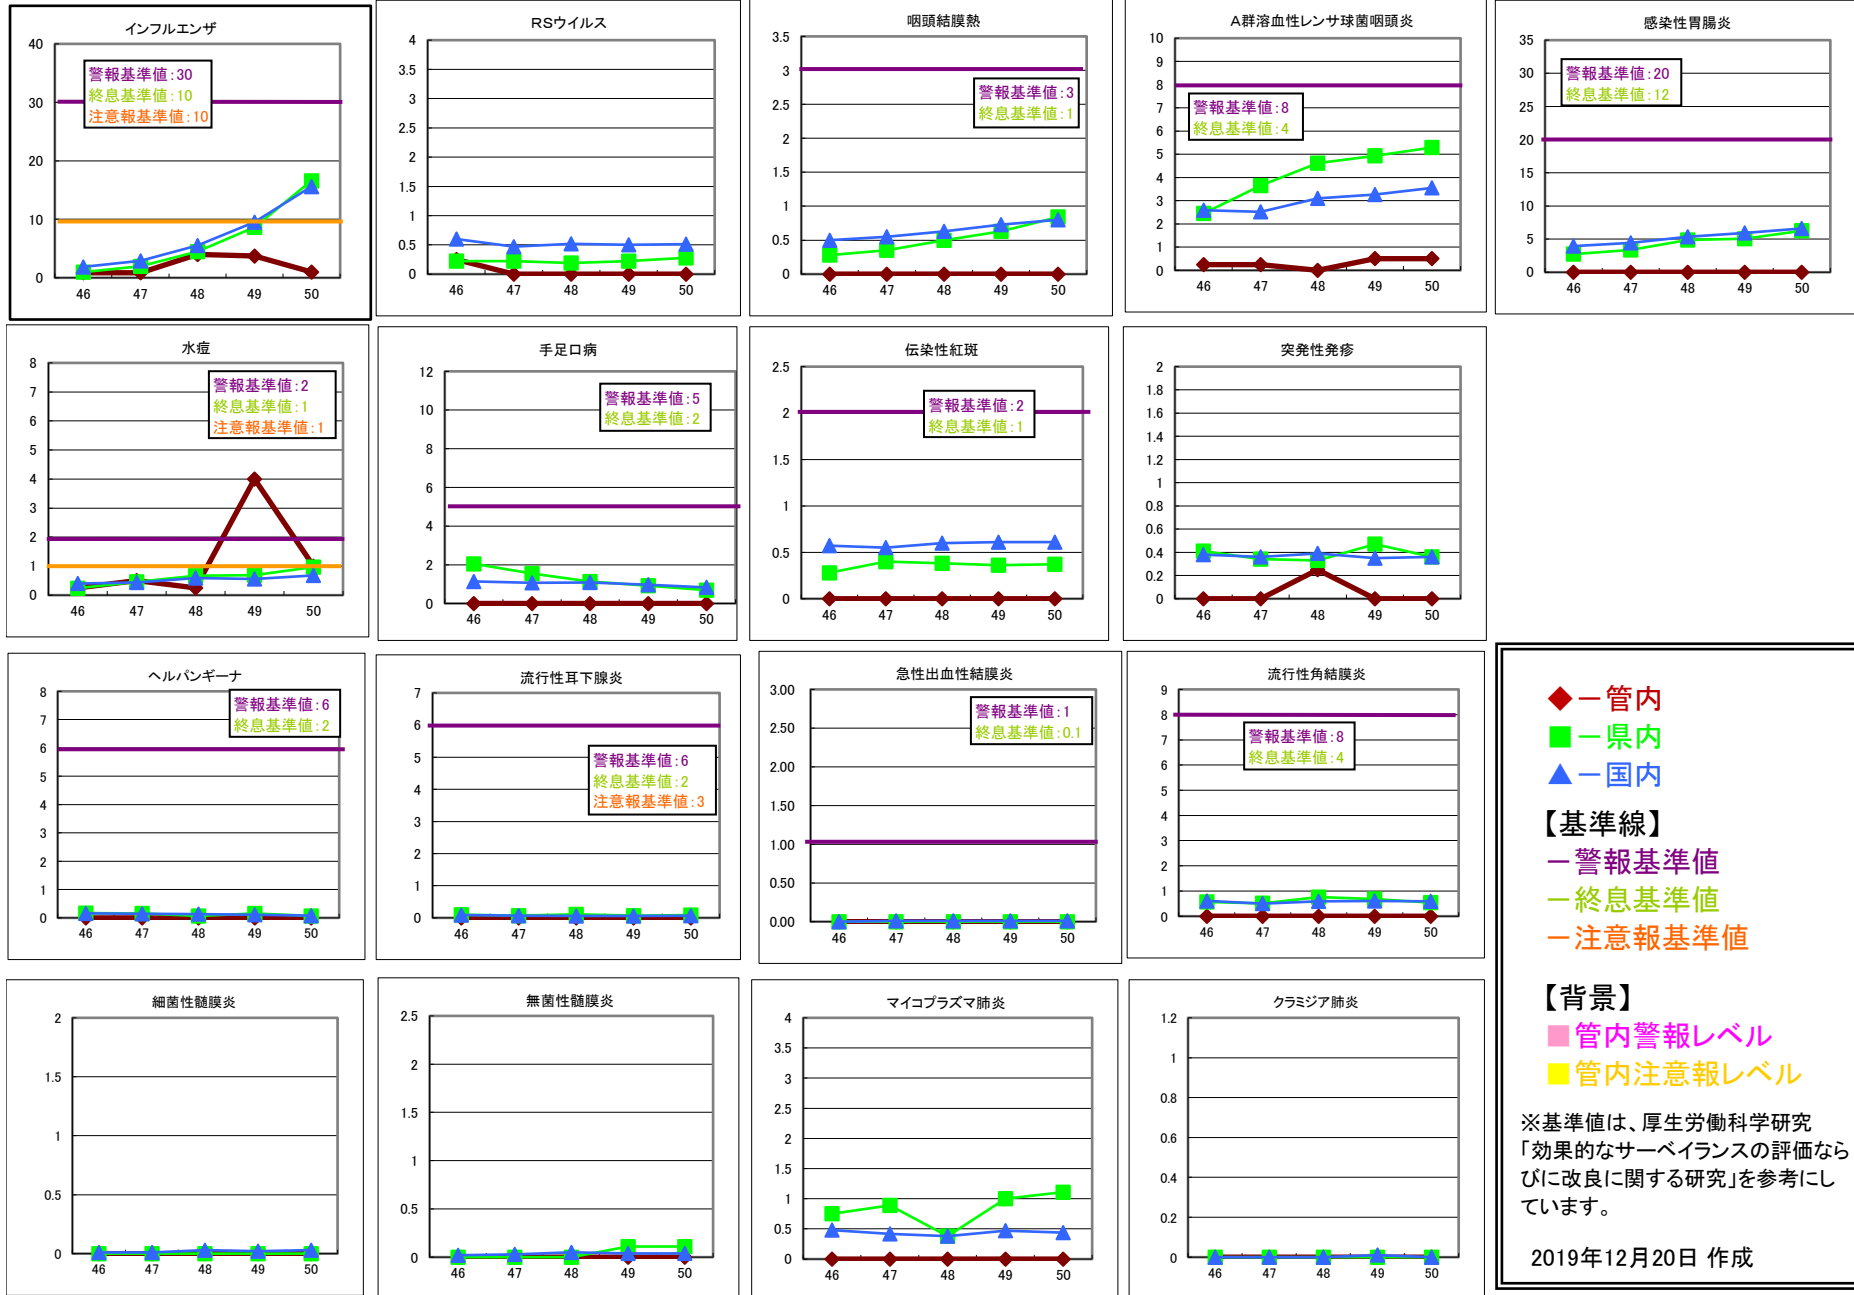 インフルエンザ
40
30
20
10
0
警報基準値:30
終息基準値:10
注意報基準値:10
46 47 48 49 50
RSウイルス
4
3.5
3
2.5
2
1.5
1
0.5
0
46 47 48 49 50
咽頭結膜熱
3.5
3
2.5
2
1.5
1
0.5
0
警報基準値:3
終息基準値:1
46 47 48 49 50
A群溶血性レンサ球菌咽頭炎
10
9
8
7
6
5
4
3
2
1
0
警報基準値:8
終息基準値:4
46 47 48 49 50
感染性胃腸炎
35
30
25
20
15
10
5
0
警報基準値:20
終息基準値:12
46 47 48 49 50
水痘
8
7
6
5
4
3
2
1
0
警報基準値:2
終息基準値:1
注意報基準値:1
46 47 48 49 50
手足口病
12
10
8
6
4
2
0
警報基準値:5
終息基準値:2
46 47 48 49 50
伝染性紅斑
2.5
2
1.5
1
0.5
0
警報基準値:2
終息基準値:1
46 47 48 49 50
突発性発疹
2
1.8
1.6
1.4
1.2
1
0.8
0.6
0.4
0.2
0
46 47 48 49 50
ヘルパンギーナ
8
7
6
5
4
3
2
1
0
警報基準値:6
終息基準値:2
46 47 48 49 50
流行性耳下腺炎
7
6
5
4
3
2
1
0
警報基準値:6
終息基準値:2
注意報基準値:3
46 47 48 49 50
急性出血性結膜炎
3.00
2.50
2.00
1.50
1.00
0.50
0.00
警報基準値:1
終息基準値:0.1
46 47 48 49 50
流行性角結膜炎
9
8
7
6
5
4
3
2
1
0
警報基準値:8
終息基準値:4
46 47 48 49 50
細菌性髄膜炎
2
1.5
1
0.5
0
46 47 48 49 50
無菌性髄膜炎
2.5
2
1.5
1
0.5
0
46 47 48 49 50
マイコプラズマ肺炎
4
3.5
3
2.5
2
1.5
1
0.5
0
46 47 48 49 50
クラミジア肺炎
1.2
1
0.8
0.6
0.4
0.2
0
46 47 48 49 50
◆ー管内
■ー県内
▲ー国内
【基準線】
ー警報基準値
ー終息基準値
ー注意報基準値
【背景】
■管内警報レベル
■管内注意報レベル
※基準値は、厚生労働科学研究
「効果的なサーベイランスの評価なら
びに改良に関する研究」を参考にし
ています。
2019年12月20日 作成